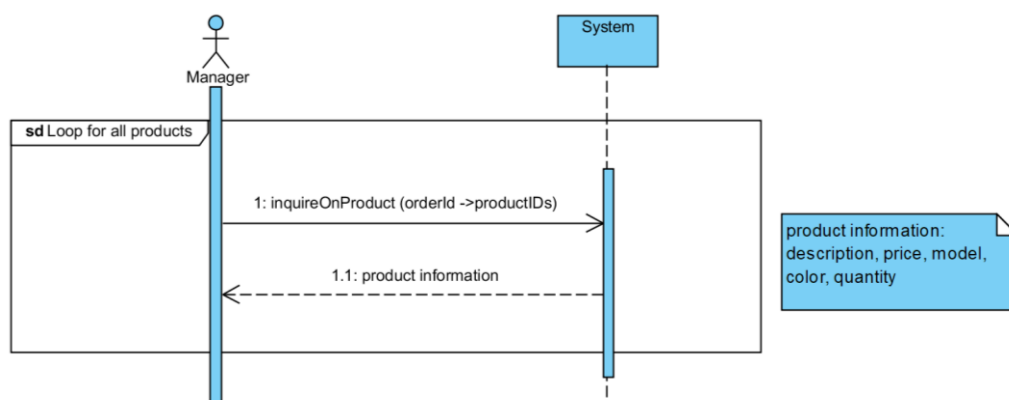 System
Manager
sd Loop for all products
1: inquireOnProduct (orderId ->productIDs)
1.1: product information
product information:
description, price, model,
color, quantity